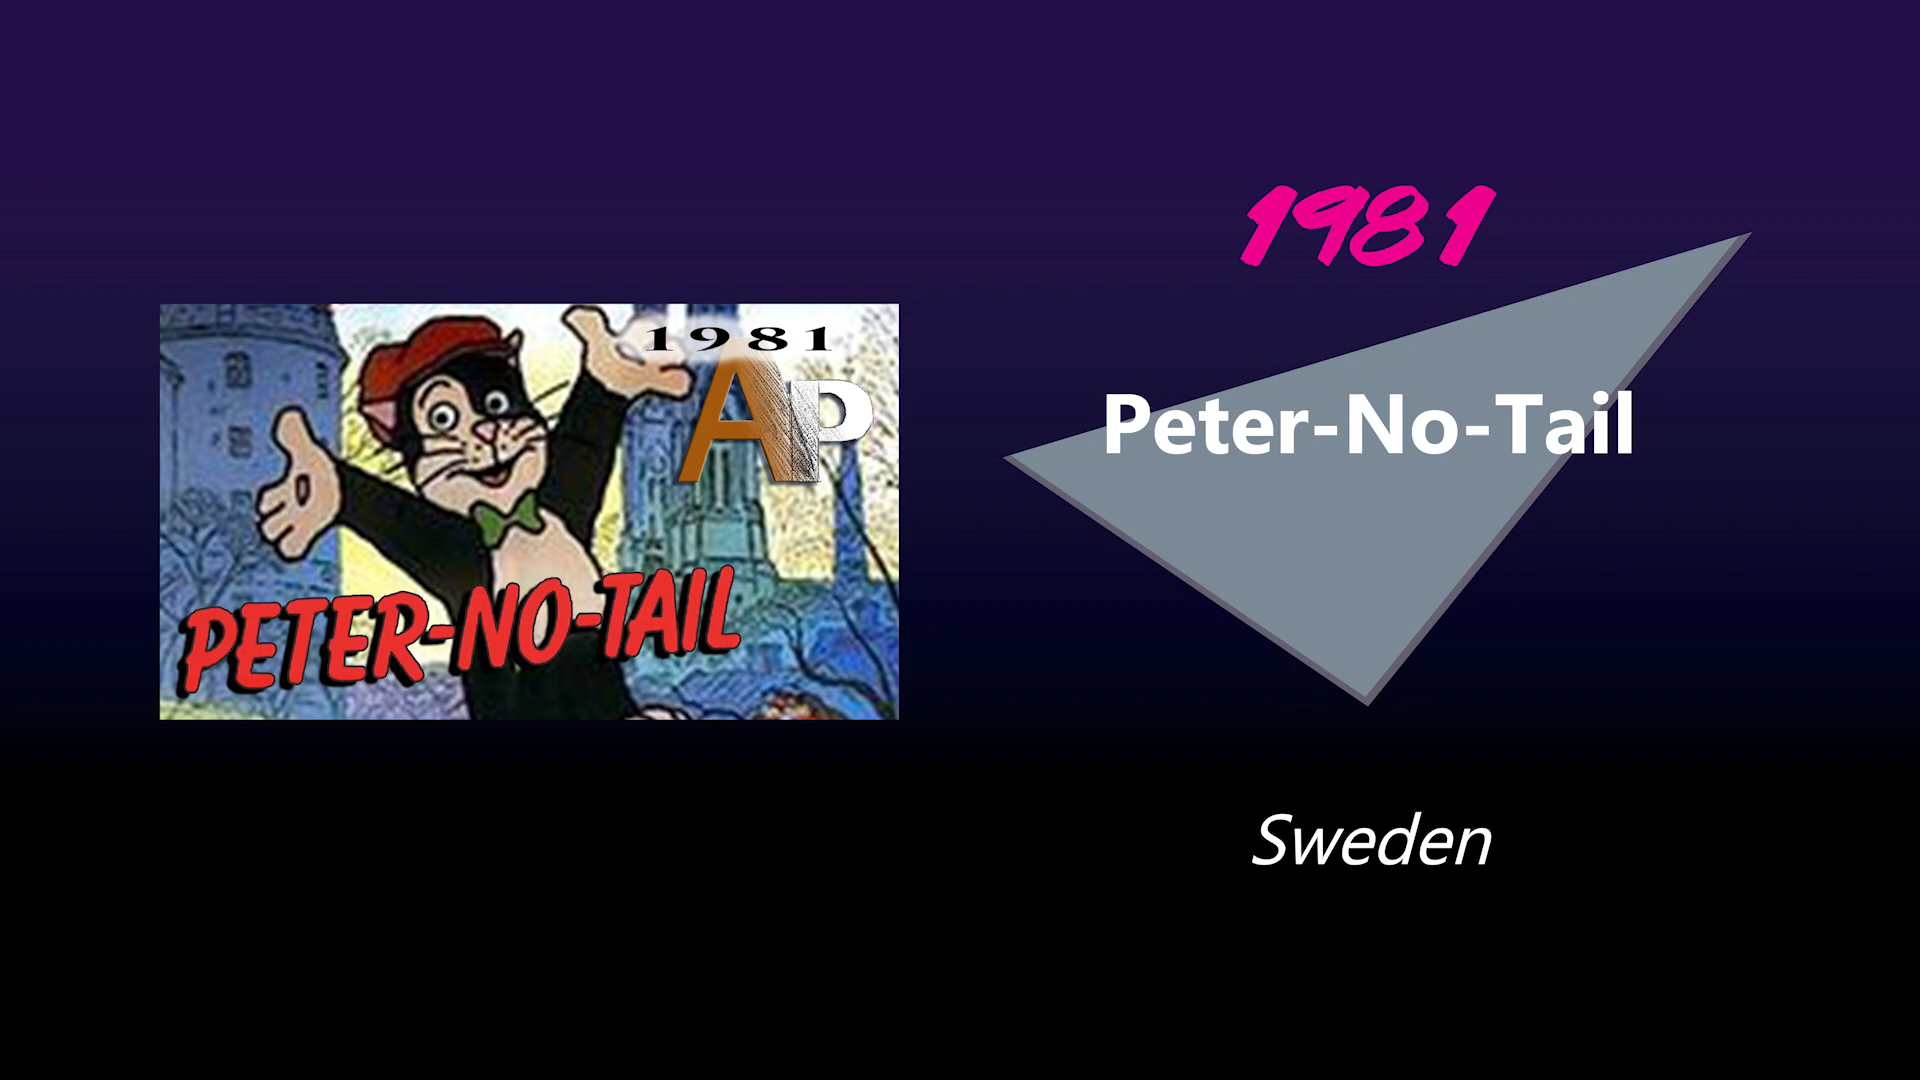 1981
AP
PETER-NO-TAIL
1981
Peter-No-Tail
Sweden